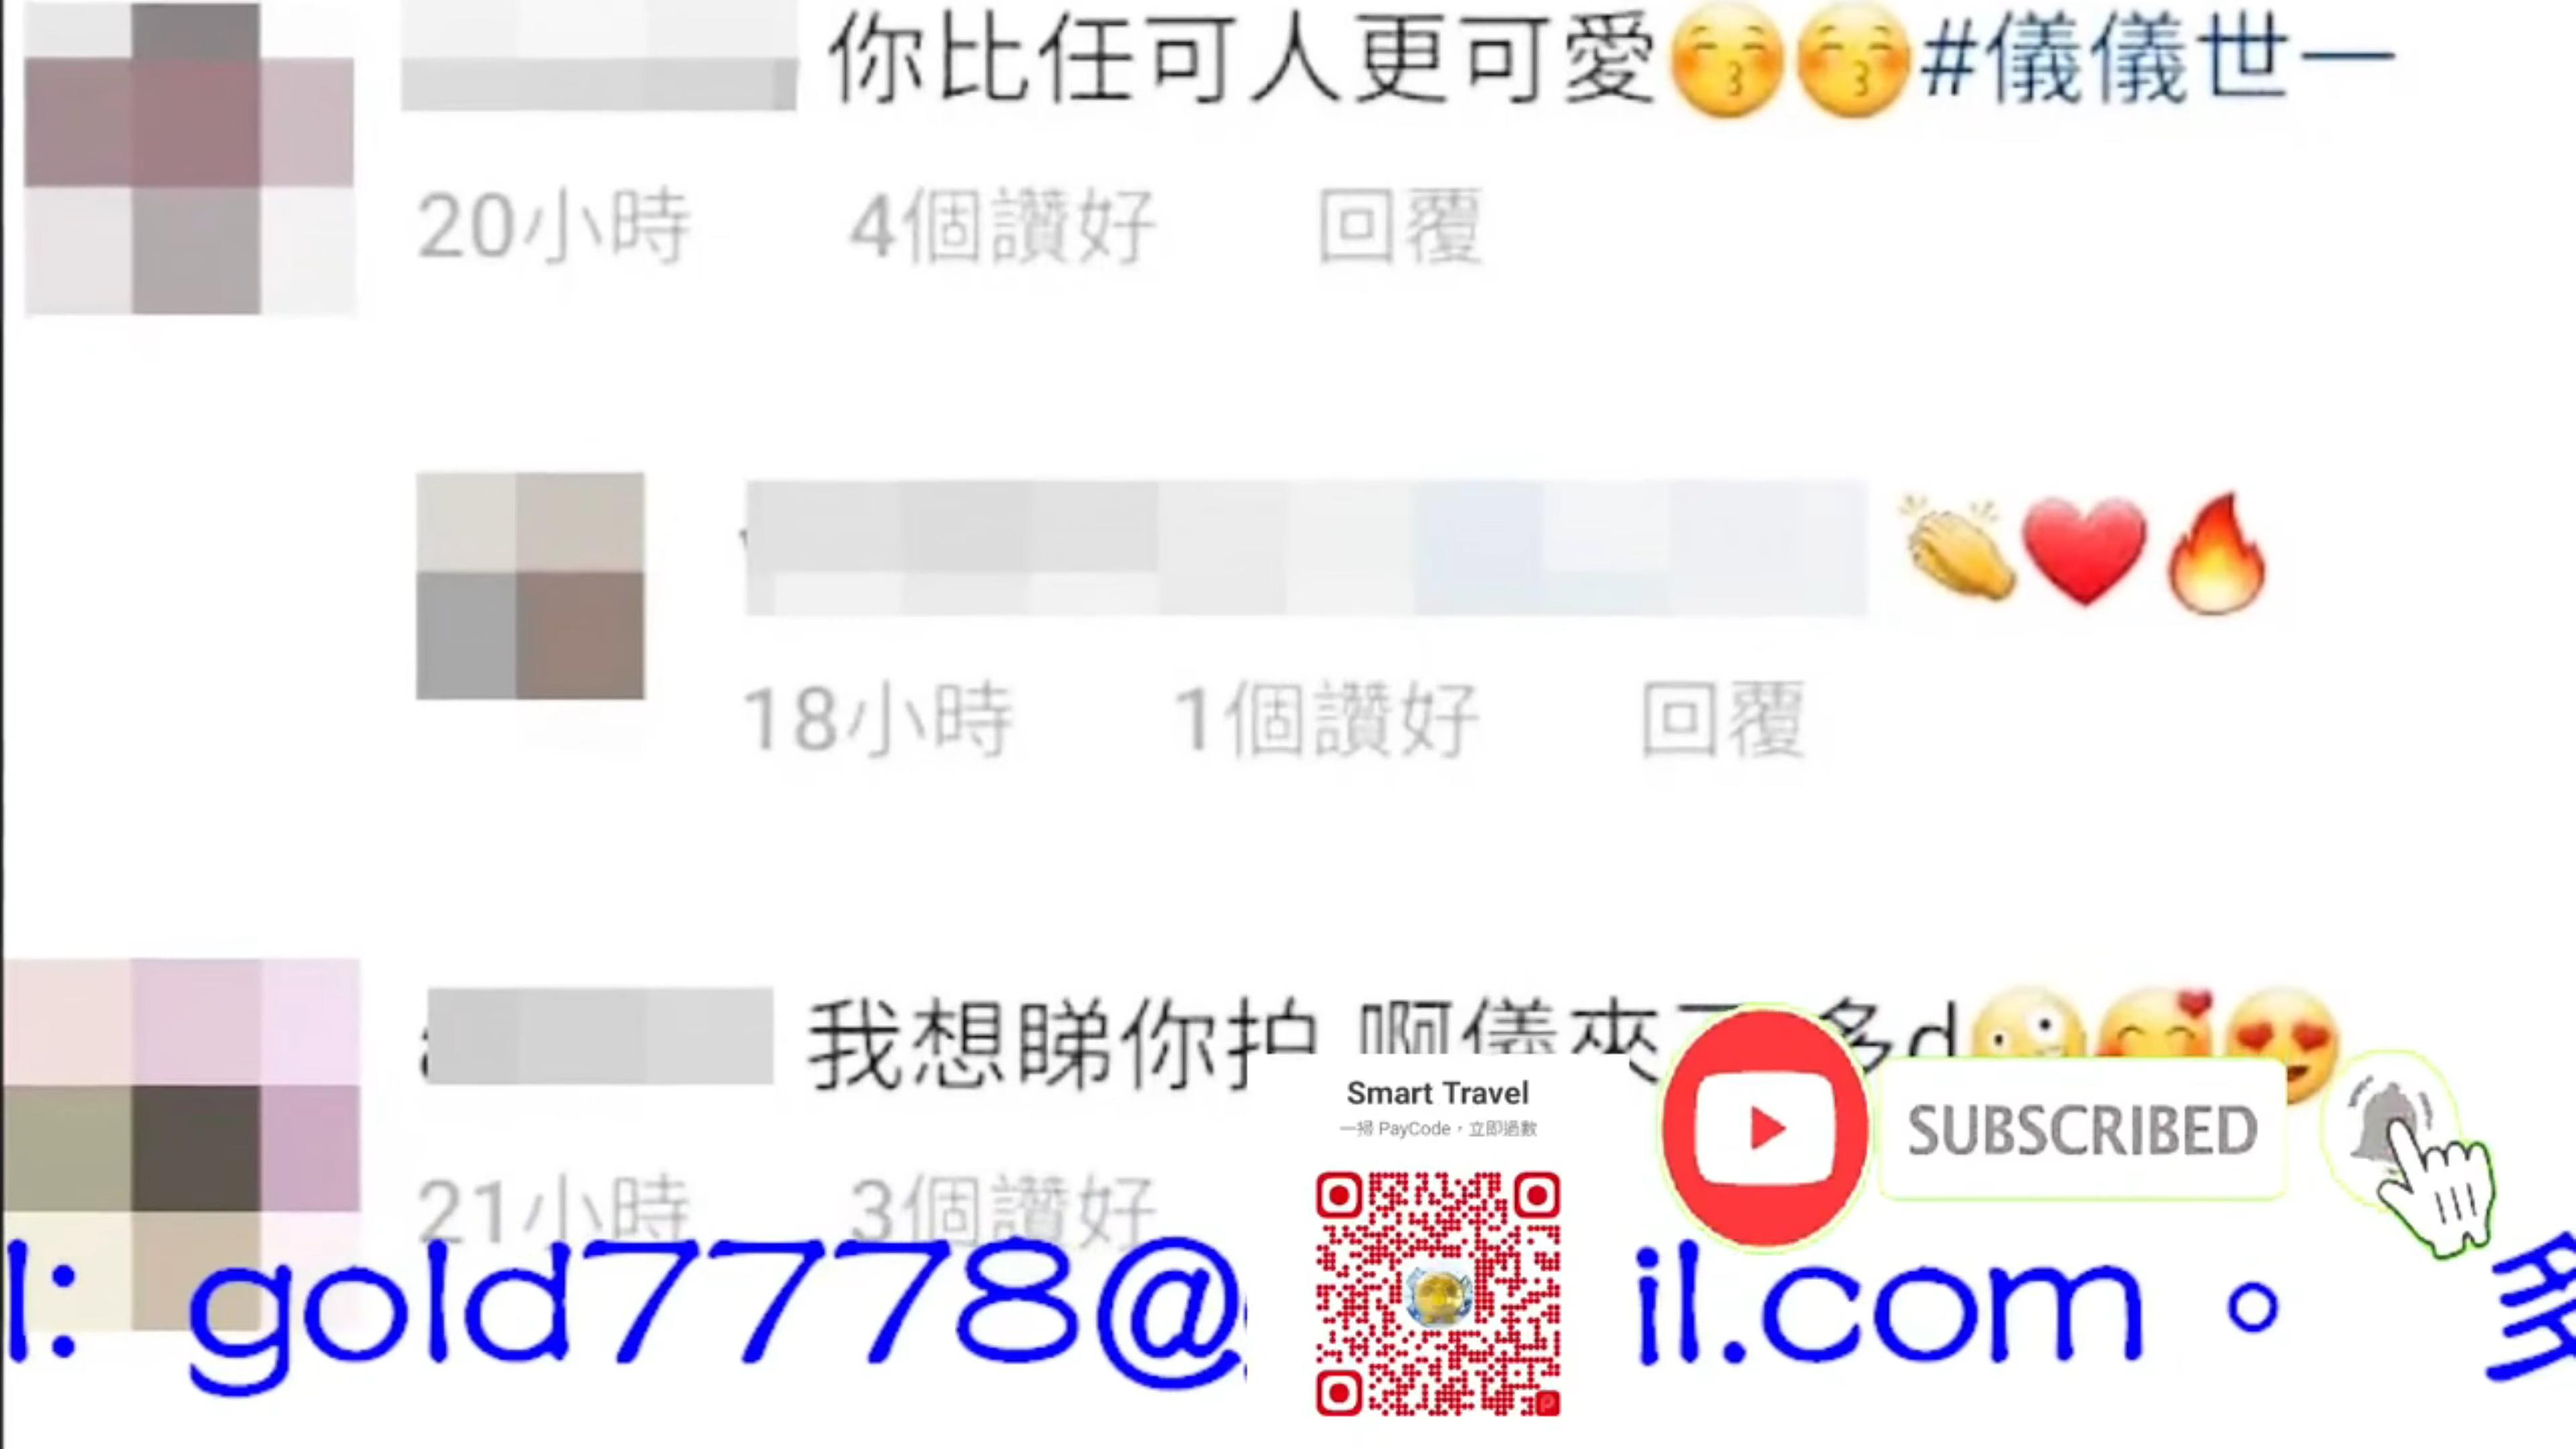 你比任可人更可愛😚😚#儀儀世一
20小時 4個讚好 回覆
👏❤️🔥
18小時 1個讚好 回覆
我想睇你拍 啊儀夾 多d🤪🥰😍
Smart Travel
一掃 PayCode，立即過數
SUBSCRIBED
21小時 3個讚好
l: gold7778@ il.com。